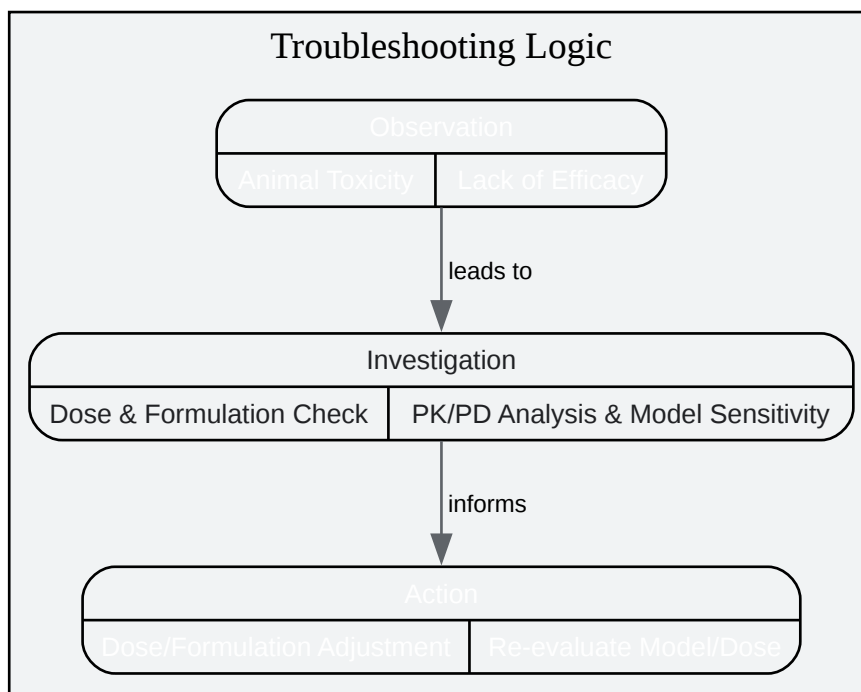 Troubleshooting Logic
Observation
Animal Toxicity Lack of Efficacy
leads to
Investigation
Dose & Formulation Check PK/PD Analysis & Model Sensitivity
informs
Action
Dose/Formulation Adjustment Re-evaluate Model/Dose